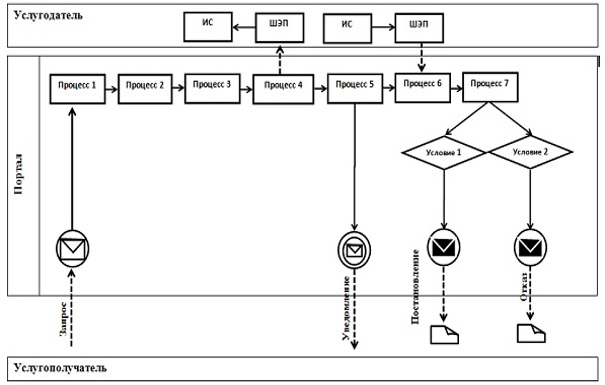 Услугодатель
ИС
ШЭП
ИС
ШЭП
Портал
Процесс 1
Процесс 2
Процесс 3
Процесс 4
Процесс 5
Процесс 6
Процесс 7
Условие 1
Условие 2
Запрос
Уведомление
Постановление
Отказ
Услугополучатель